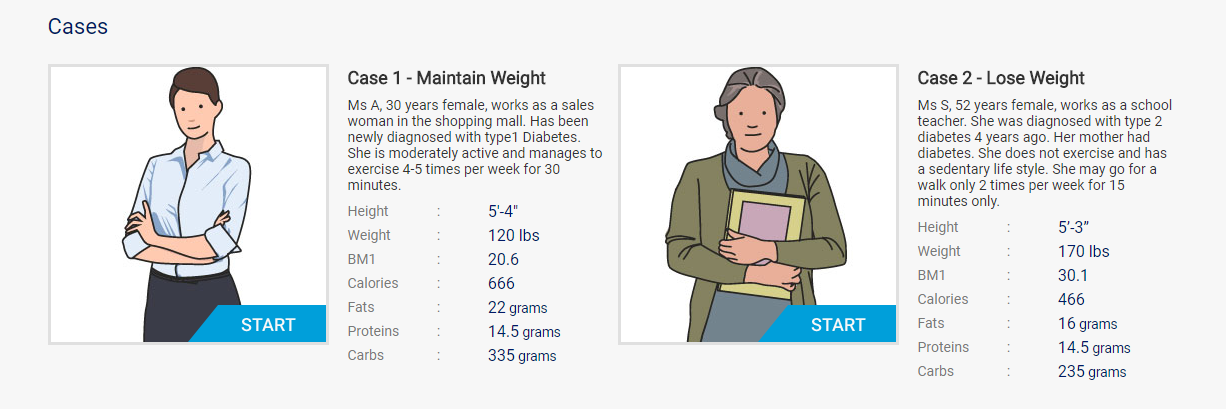 Cases
Case 1 - Maintain Weight
Ms A, 30 years female, works as a sales
woman in the shopping mall. Has been
newly diagnosed with type1 Diabetes.
She is moderately active and manages to
exercise 4-5 times per week for 30
minutes.
Height : 5'-4"
Weight : 120 lbs
BM1 : 20.6
Calories : 666
Fats : 22 grams
Proteins : 14.5 grams
Carbs : 335 grams
START
Case 2 - Lose Weight
Ms S, 52 years female, works as a school
teacher. She was diagnosed with type 2
diabetes 4 years ago. Her mother had
diabetes. She does not exercise and has
a sedentary life style. She may go for a
walk only 2 times per week for 15
minutes only.
Height : 5'-3”
Weight : 170 lbs
BM1 : 30.1
Calories : 466
Fats : 16 grams
Proteins : 14.5 grams
Carbs : 235 grams
START